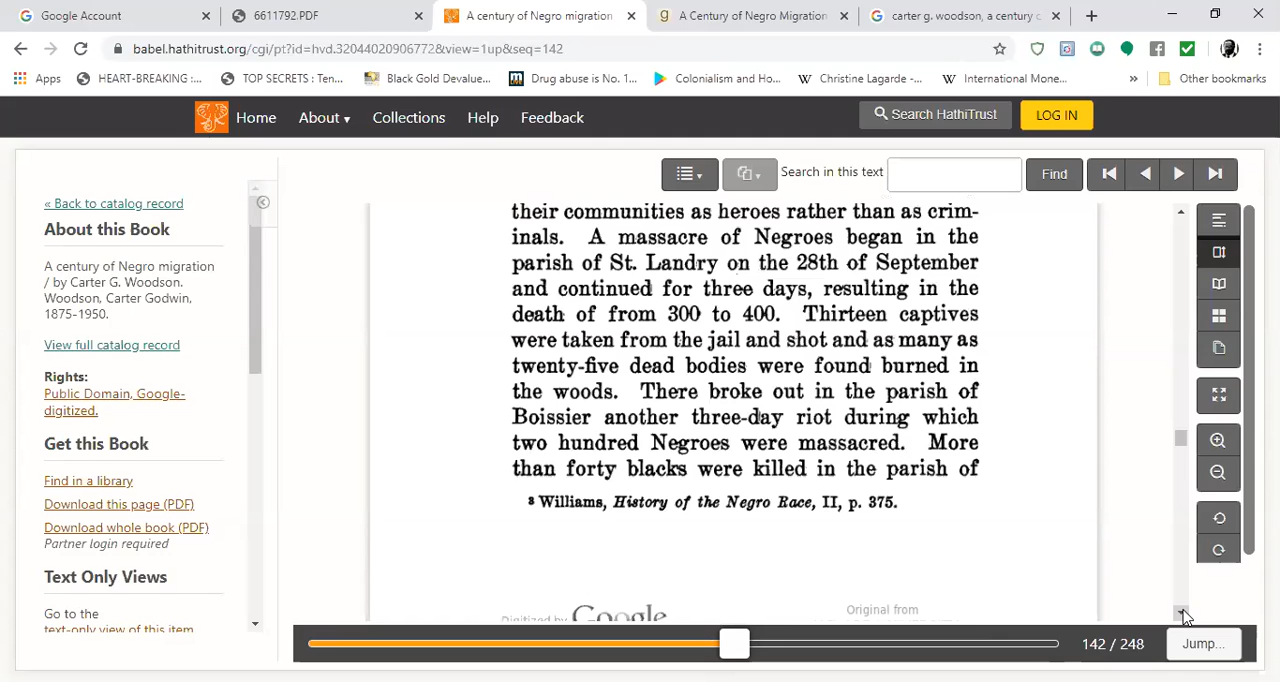 Google Account
6611792.PDF
A century of Negro migration
A Century of Negro Migration
carter g. woodson, a century c
babel.hathitrust.org/cgi/pt?id=hvd.32044020906772&view=1up&seq=142
Apps
HEART-BREAKING :...
TOP SECRETS : Ten...
Black Gold Devalue...
Drug abuse is No. 1...
Colonialism and Ho...
Christine Lagarde -...
International Mone...
»
Other bookmarks
Home
About
Collections
Help
Feedback
Search HathiTrust
LOG IN
Search in this text
Find
« Back to catalog record
About this Book
A century of Negro migration
/ by Carter G. Woodson.
Woodson, Carter Godwin,
1875-1950.
View full catalog record
Rights:
Public Domain, Google-
digitized.
Get this Book
Find in a library
Download this page (PDF)
Download whole book (PDF)
Partner login required
Text Only Views
Go to the
text-only view of this item
their communities as heroes rather than as crim-
inals. A massacre of Negroes began in the
parish of St. Landry on the 28th of September
and continued for three days, resulting in the
death of from 300 to 400. Thirteen captives
were taken from the jail and shot and as many as
twenty-five dead bodies were found burned in
the woods. There broke out in the parish of
Boissier another three-day riot during which
two hundred Negroes were massacred. More
than forty blacks were killed in the parish of
³ Williams, History of the Negro Race, II, p. 375.
Digitized by Google
Original from
142 / 248
Jump...